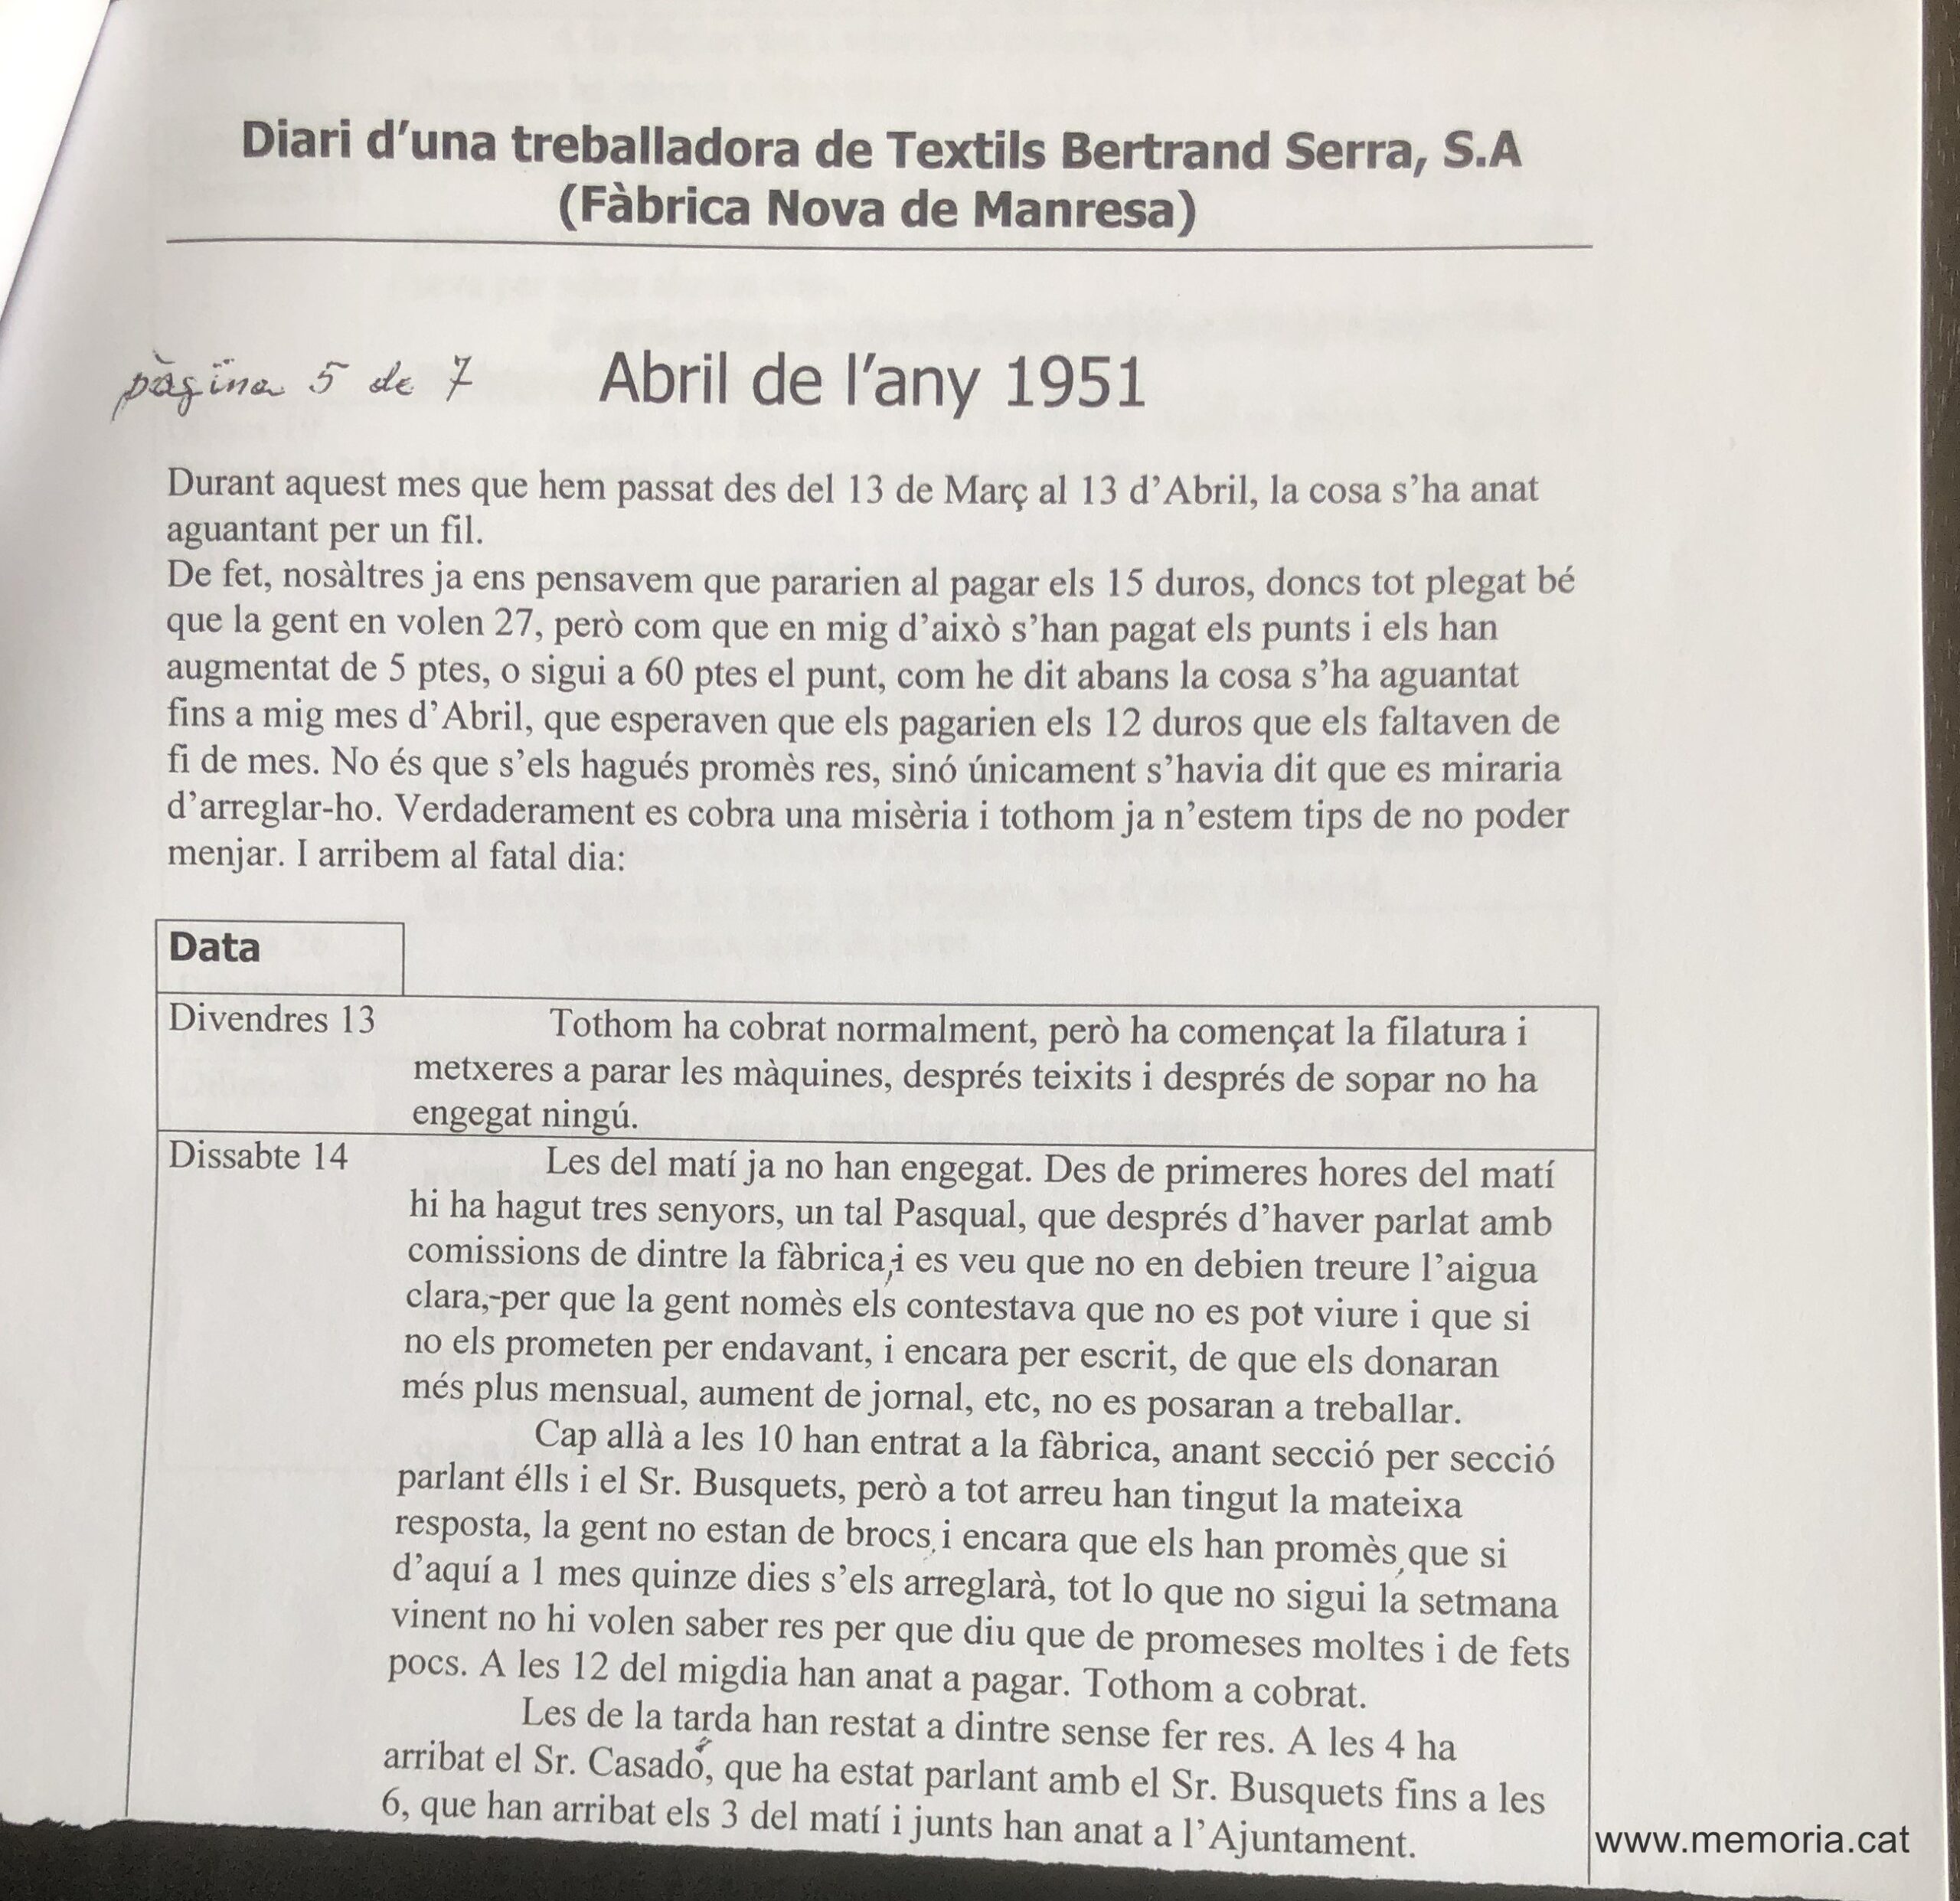 Diari d'una treballadora de Textils Bertrand Serra, S.A
(Fàbrica Nova de Manresa)
pàgina 5 de 7
Abril de l'any 1951
Durant aquest mes que hem passat des del 13 de Març al 13 d'Abril, la cosa s'ha anat
aguantant per un fil.
De fet, nosàltres ja ens pensavem que pararien al pagar els 15 duros, doncs tot plegat bé
que la gent en volen 27, però com que en mig d'això s'han pagat els punts i els han
augmentat de 5 ptes, o sigui a 60 ptes el punt, com he dit abans la cosa s'ha aguantat
fins a mig mes d'Abril, que esperaven que els pagarien els 12 duros que els faltaven de
fi de mes. No és que s'els hagués promès res, sinó únicament s'havia dit que es miraria
d'arreglar-ho. Verdaderament es cobra una misèria i tothom ja n'estem tips de no poder
menjar. I arribem al fatal dia:
Data
Divendres 13 Tothom ha cobrat normalment, però ha començat la filatura i
metxeres a parar les màquines, després teixits i després de sopar no ha
engegat ningú.
Dissabte 14 Les del matí ja no han engegat. Des de primeres hores del matí
hi ha hagut tres senyors, un tal Pasqual, que després d'haver parlat amb
comissions de dintre la fàbrica,i es veu que no en debien treure l'aigua
clara,-per que la gent nomès els contestava que no es pot viure i que si
no els prometen per endavant, i encara per escrit, de que els donaran
més plus mensual, aument de jornal, etc, no es posaran a treballar.
Cap allà a les 10 han entrat a la fàbrica, anant secció per secció
parlant élls i el Sr. Busquets, però a tot arreu han tingut la mateixa
resposta, la gent no estan de brocs, i encara que els han promès, que si
d'aquí a 1 mes quinze dies s'els arreglarà, tot lo que no sigui la setmana
vinent no hi volen saber res per que diu que de promeses moltes i de fets
pocs. A les 12 del migdia han anat a pagar. Tothom a cobrat.
Les de la tarda han restat a dintre sense fer res. A les 4 ha
arribat el Sr. Casadó, que ha estat parlant amb el Sr. Busquets fins a les
6, que han arribat els 3 del matí i junts han anat a l'Ajuntament.
www.memoria.cat